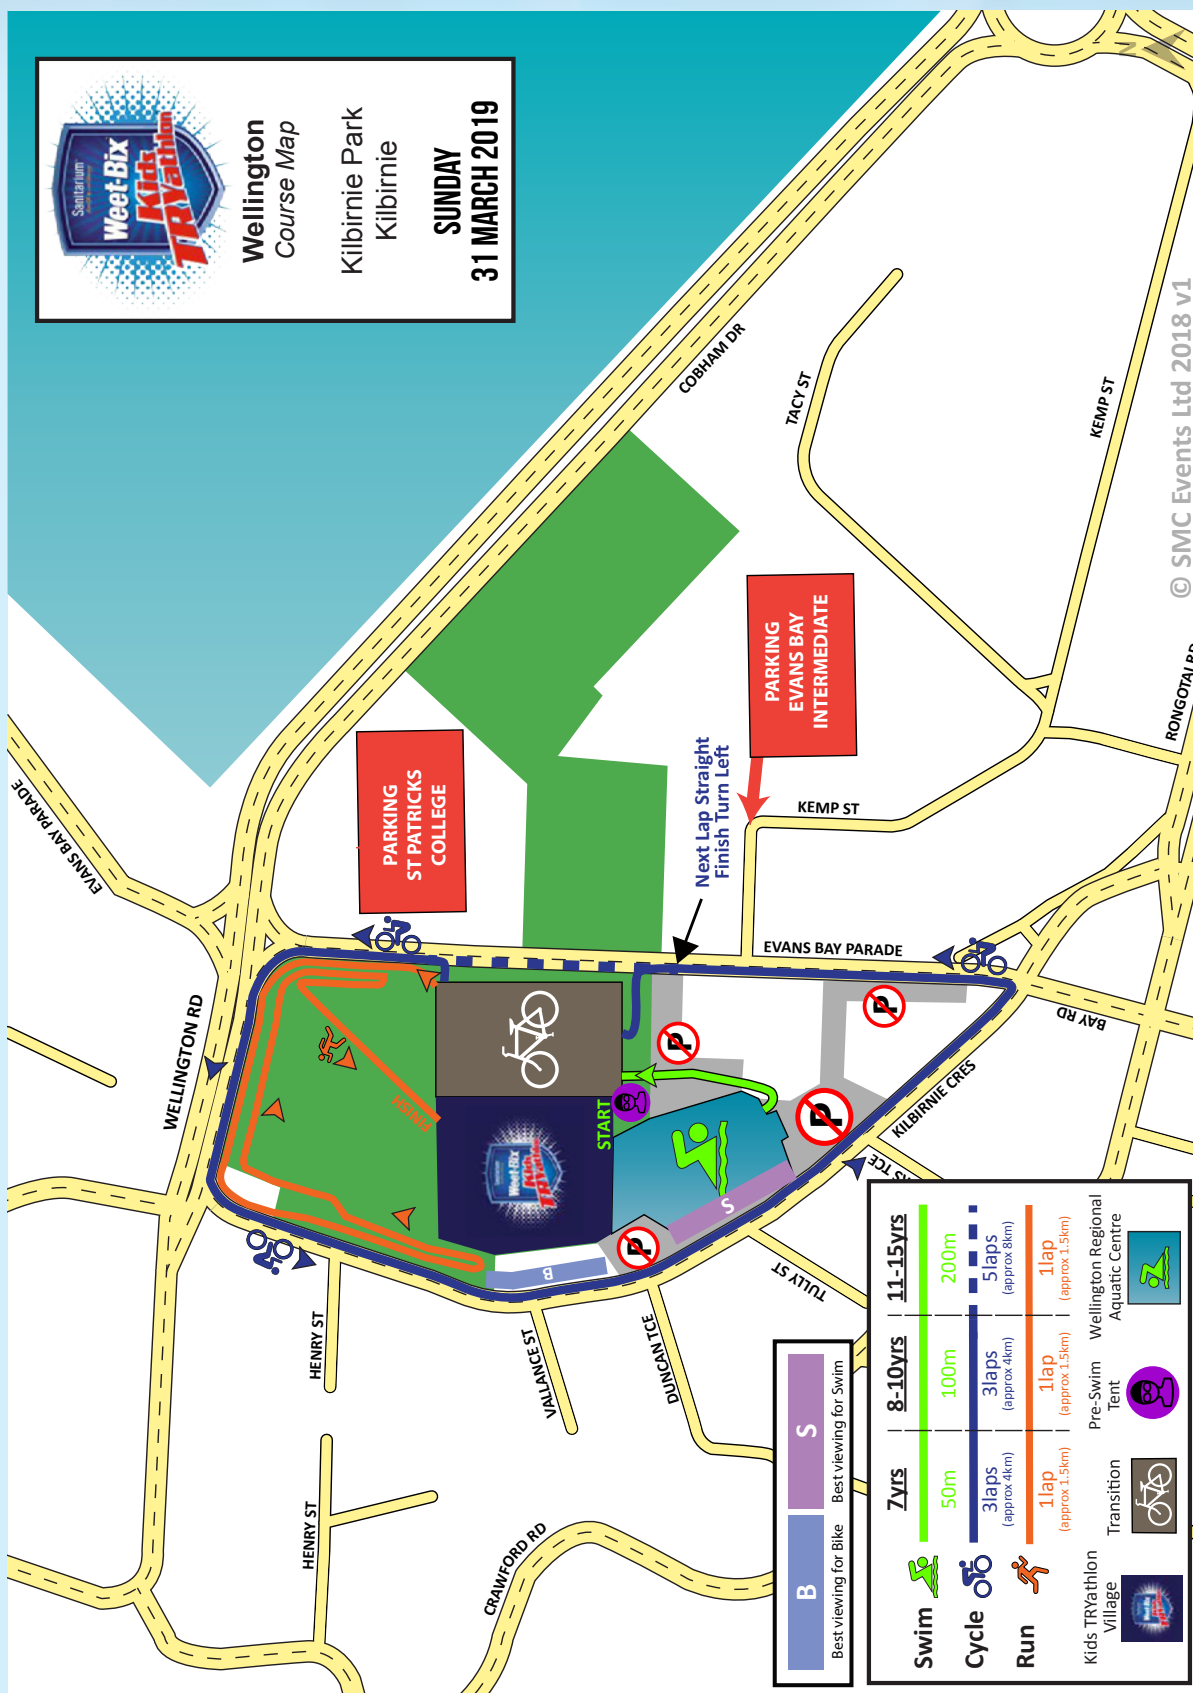 Sanitarium
Weet-Bix
Kids
TRYathlon
Wellington
Course Map
Kilbirnie Park
Kilbirnie
SUNDAY
31 MARCH 2019
COBHAM DR
TACY ST
KEMP ST
© SMC Events Ltd 2018 v1
RONGOTAI RD
EVANS BAY PARADE
WELLINGTON RD
PARKING
ST PATRICKS
COLLEGE
PARKING
EVANS BAY
INTERMEDIATE
Next Lap Straight
Finish Turn Left
KEMP ST
EVANS BAY PARADE
BAY RD
KILBIRNIE CRES
FINISH
START
Weet-Bix
Kids
TRYathlon
P
P
P
P
S
B
TCE
TULLY ST
DUNCAN TCE
VALLANCE ST
HENRY ST
HENRY ST
CRAWFORD RD
B
Best viewing for Bike
S
Best viewing for Swim
7yrs 8-10yrs 11-15yrs
Swim 50m 100m 200m
Cycle 3laps 3laps 5laps
(approx 4km) (approx 4km) (approx 8km)
Run 1lap 1lap 1lap
(approx 1.5km) (approx 1.5km) (approx 1.5km)
Kids TRYathlon
Village
Transition
Pre-Swim
Tent
Wellington Regional
Aquatic Centre